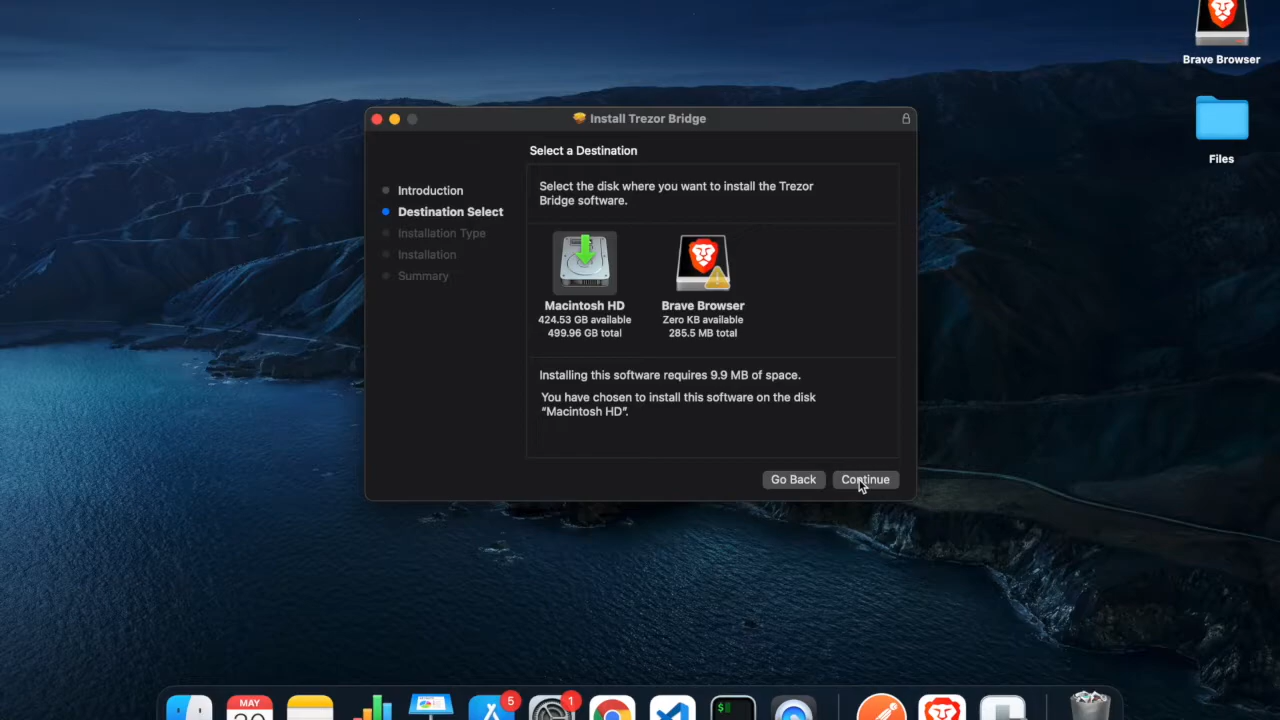 Brave Browser
Files
Install Trezor Bridge
Select a Destination
Introduction
Destination Select
Installation Type
Installation
Summary
Select the disk where you want to install the Trezor
Bridge software.
Macintosh HD
424.53 GB available
499.96 GB total
Brave Browser
Zero KB available
285.5 MB total
Installing this software requires 9.9 MB of space.
You have chosen to install this software on the disk
“Macintosh HD”.
Go Back
Continue
MAY
5
1
$